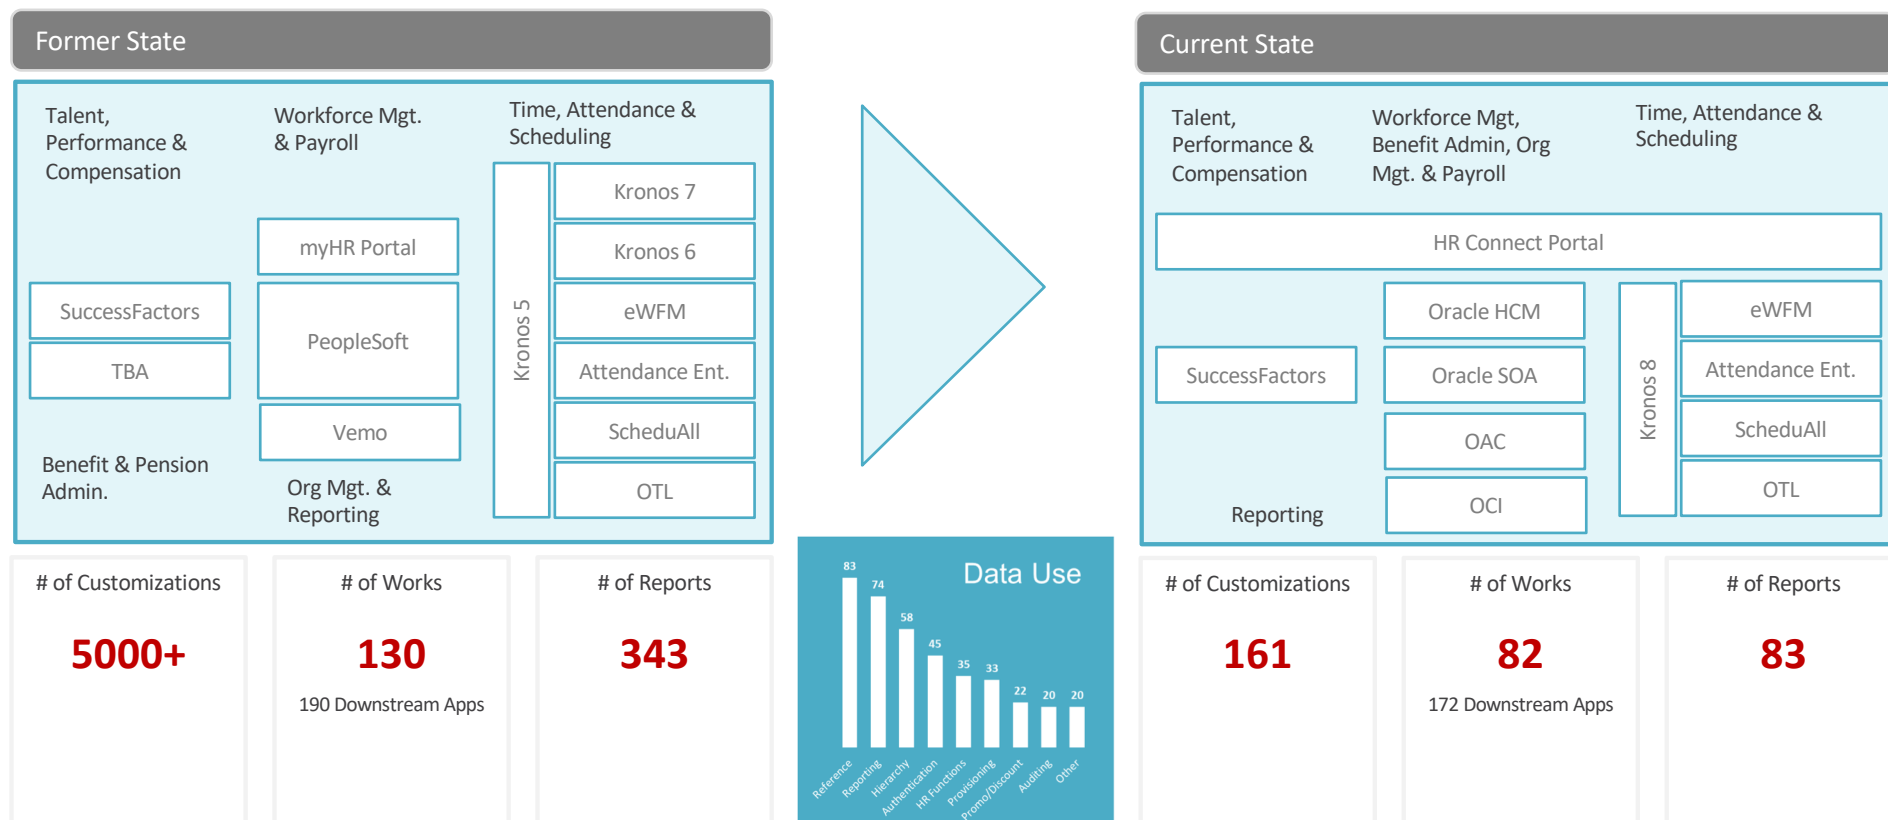 Former State
Talent,
Performance &
Compensation
Workforce Mgt.
& Payroll
Time, Attendance &
Scheduling
myHR Portal
SuccessFactors
TBA
PeopleSoft
Vemo
Kronos 5
Kronos 7
Kronos 6
eWFM
Attendance Ent.
ScheduAll
OTL
Benefit & Pension
Admin.
Org Mgt. &
Reporting
# of Customizations
5000+
# of Works
130
190 Downstream Apps
# of Reports
343
Data Use
83
74
58
45
35
33
22
20
20
Reference
Reporting
Hierarchy
Authentication
HR Functions
Provisioning
Promo/Discount
Auditing
Other
Current State
Talent,
Performance &
Compensation
Workforce Mgt,
Benefit Admin, Org
Mgt. & Payroll
Time, Attendance &
Scheduling
HR Connect Portal
SuccessFactors
Oracle HCM
Oracle SOA
OAC
OCI
Kronos 8
eWFM
Attendance Ent.
ScheduAll
OTL
Reporting
# of Customizations
161
# of Works
82
172 Downstream Apps
# of Reports
83